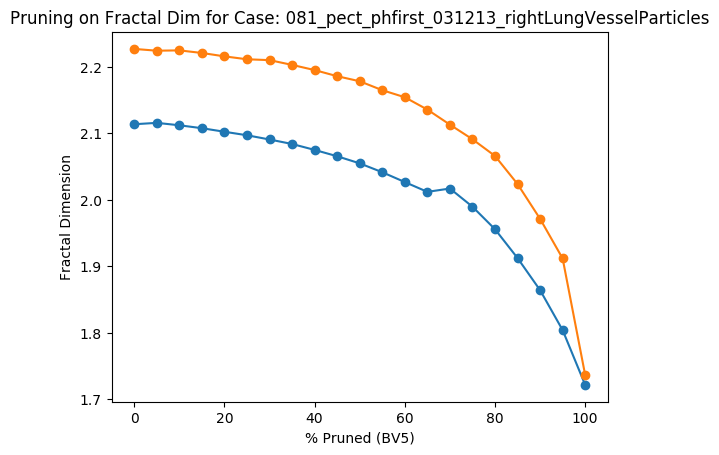 Pruning on Fractal Dim for Case: 081_pect_phfirst_031213_rightLungVesselParticles
Fractal Dimension
2.2
2.1
2.0
1.9
1.8
1.7
0 20 40 60 80 100
% Pruned (BV5)